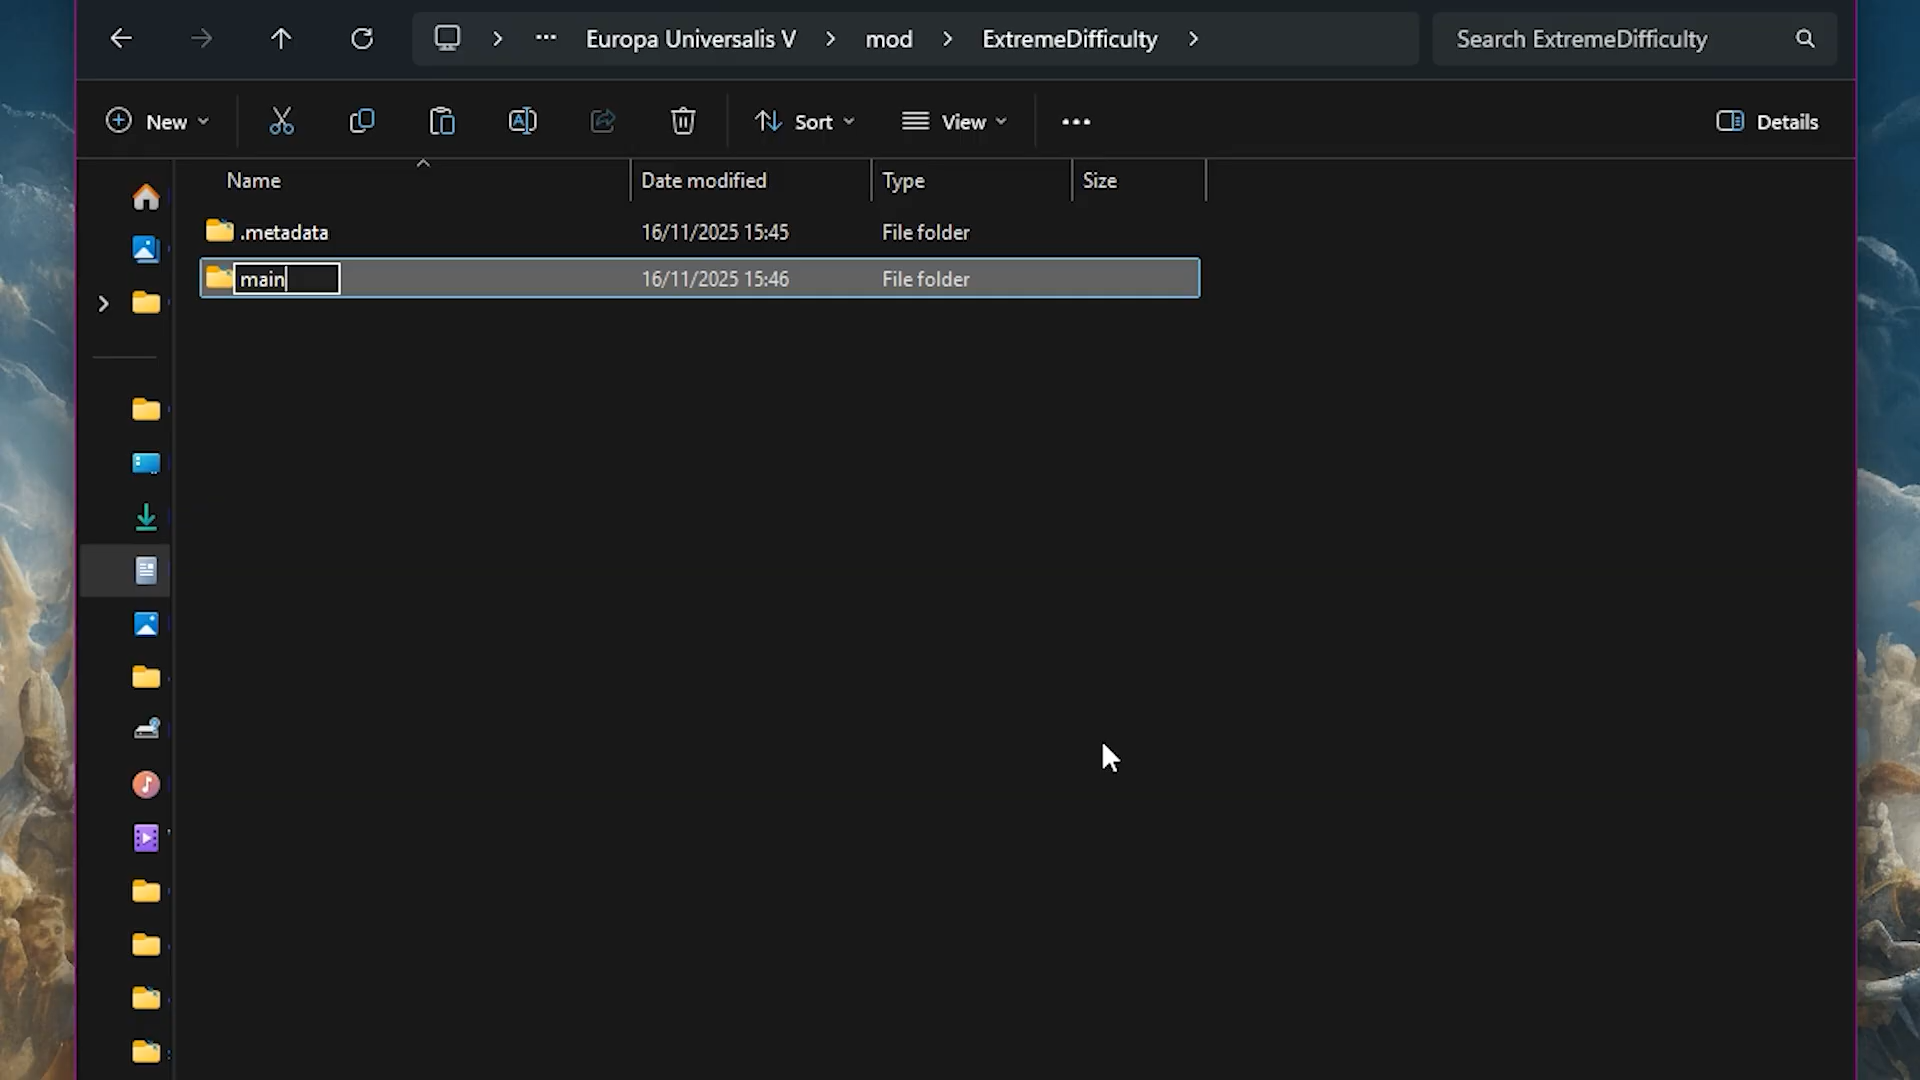 Europa Universalis V mod ExtremeDifficulty Search ExtremeDifficulty
New Sort View Details
Name Date modified Type Size
.metadata 16/11/2025 15:45 File folder
main 16/11/2025 15:46 File folder